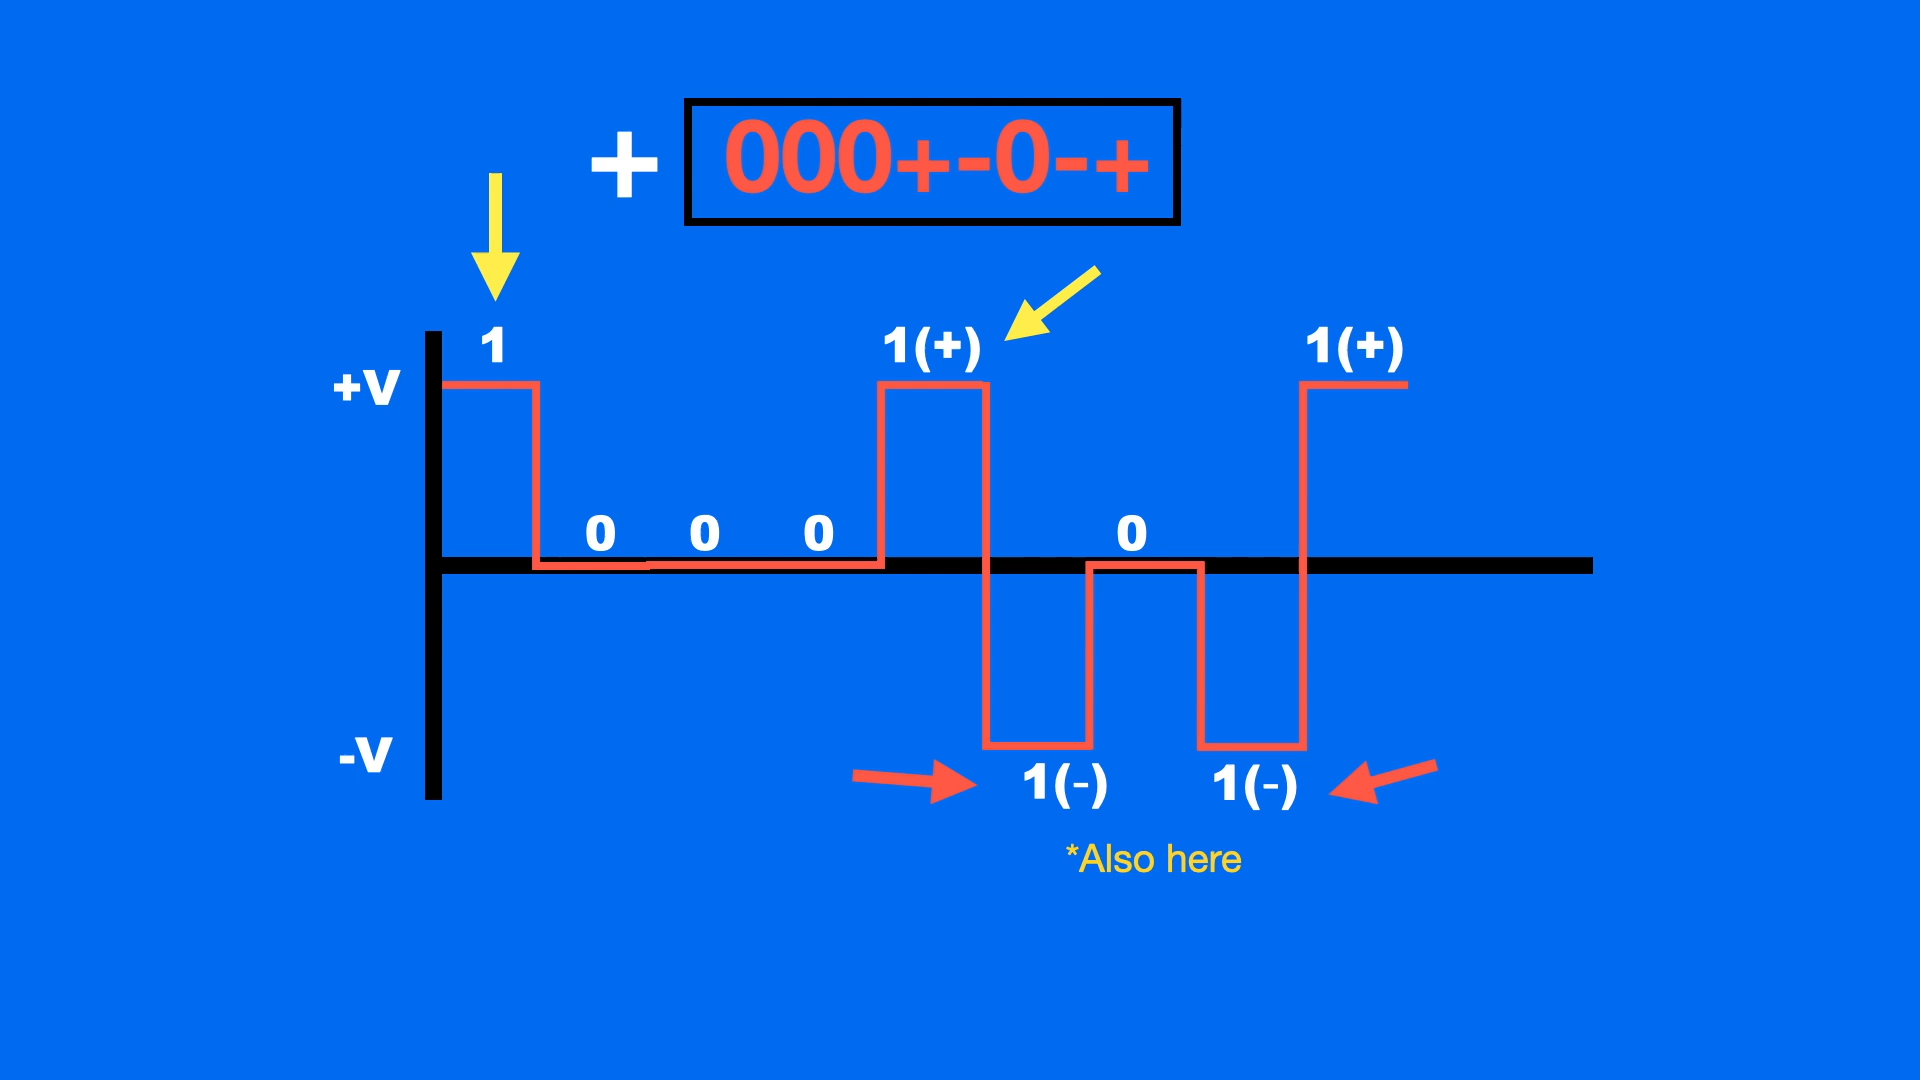 + 000+-0-+
1 1(+) 1(+)
+V
0 0 0 0
-V 1(-) 1(-)
*Also here